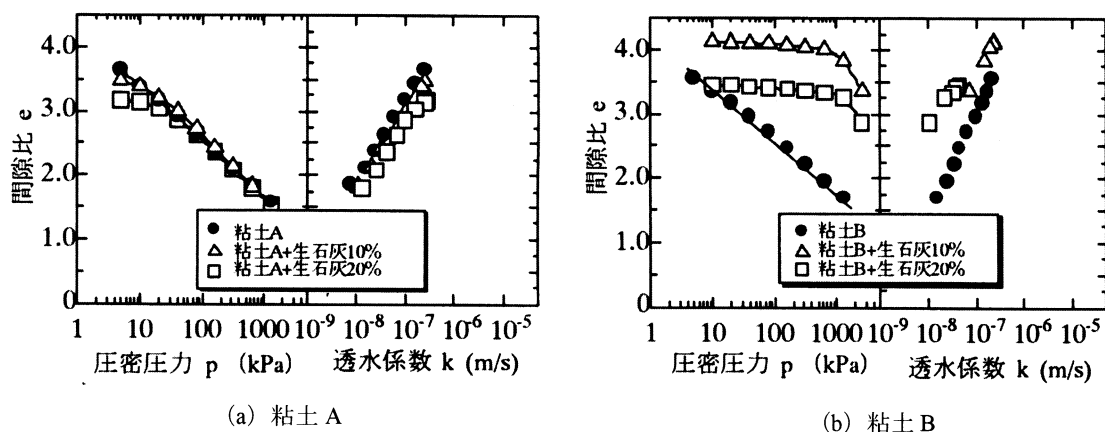 4.0
3.0
2.0
1.0
0
間隙比 e
粘土A
粘土A+生石灰10%
粘土A+生石灰20%
1 10 100 1000
10-9 10-8 10-7 10-6 10-5
圧密圧力 p (kPa)
透水係数 k (m/s)
(a) 粘土 A
4.0
3.0
2.0
1.0
0
間隙比 e
粘土B
粘土B+生石灰10%
粘土B+生石灰20%
1 10 100 1000
10-9 10-8 10-7 10-6 10-5
圧密圧力 p (kPa)
透水係数 k (m/s)
(b) 粘土 B